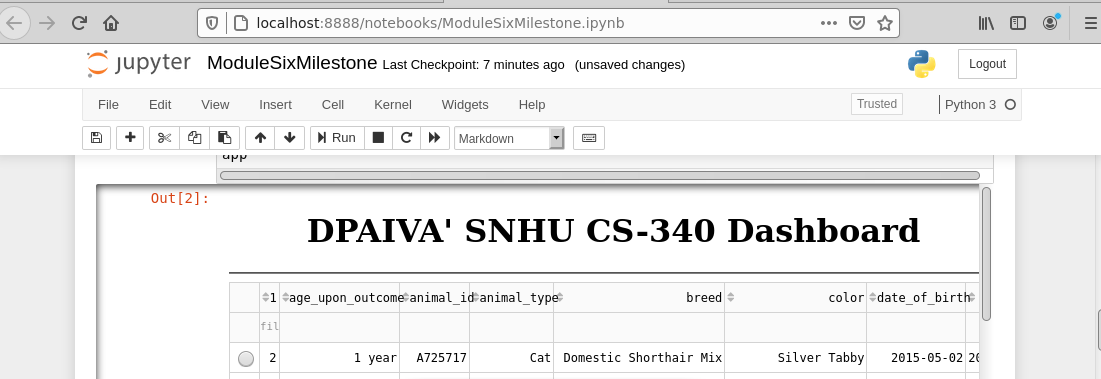 localhost:8888/notebooks/ModuleSixMilestone.ipynb
jupyter ModuleSixMilestone Last Checkpoint: 7 minutes ago (unsaved changes) Logout
File Edit View Insert Cell Kernel Widgets Help Trusted Python 3
Run Markdown
app
Out[2]:
DPAIVA' SNHU CS-340 Dashboard
1 age_upon_outcome animal_id animal_type breed color date_of_birth
fil
2 1 year A725717 Cat Domestic Shorthair Mix Silver Tabby 2015-05-02 20